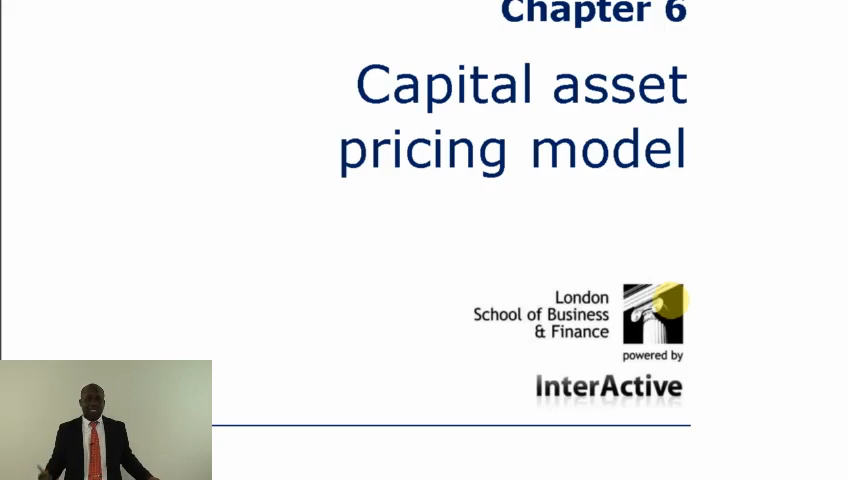 Chapter 6
Capital asset
pricing model
London
School of Business
& Finance
powered by
InterActive